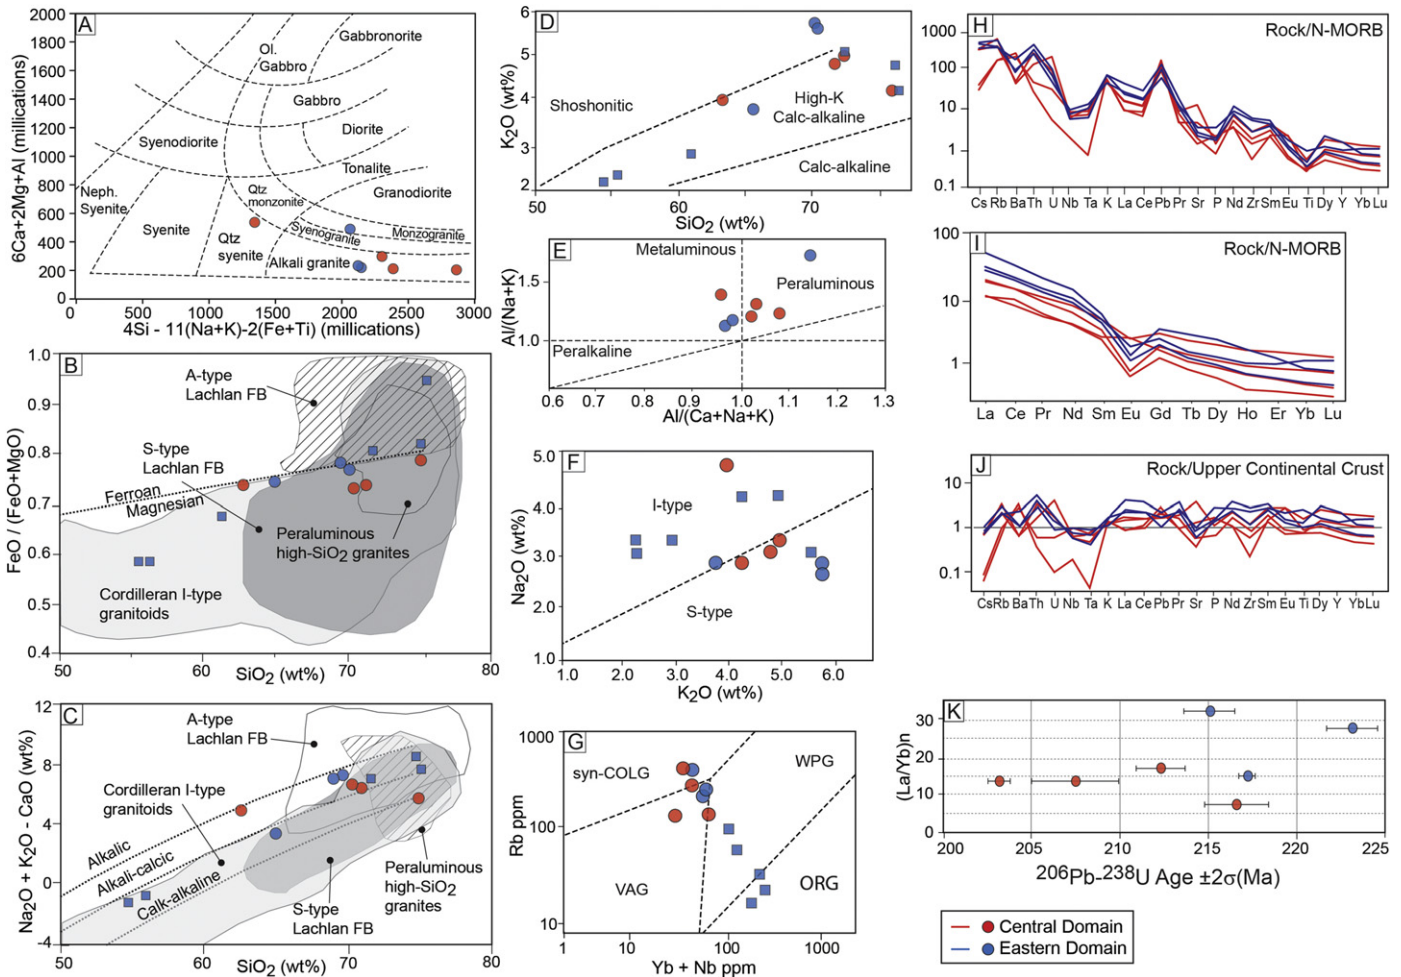 A
6Ca+2Mg+Al (millications)
2000
1800
1600
1400
1200
1000
800
600
400
200
0
Gabbronorite
Ol.
Gabbro
Gabbro
Diorite
Syenodiorite
Tonalite
Neph.
Syenite
Qtz
monzonite
Granodiorite
Syenite
Qtz
syenite
Syenogranite
Monzogranite
Alkali granite
0 500 1000 1500 2000 2500 3000
4Si - 11(Na+K)-2(Fe+Ti) (millications)
B
FeO / (FeO+MgO)
1.0
0.9
0.8
0.7
0.6
0.5
0.4
A-type
Lachlan FB
S-type
Lachlan FB
Ferroan
Magnesian
Peraluminous
high-SiO2 granites
Cordilleran I-type
granitoids
50 60 70 80
SiO2 (wt%)
C
Na2O + K2O - CaO (wt%)
12
8
4
0
-4
A-type
Lachlan FB
Cordilleran I-type
granitoids
Alkalic
Alkali-calcic
Calk-alkaline
S-type
Lachlan FB
Peraluminous
high-SiO2
granites
50 60 70 80
SiO2 (wt%)
D
K2O (wt%)
6
5
4
3
2
Shoshonitic
High-K
Calc-alkaline
Calc-alkaline
50 60 70
SiO2 (wt%)
E
Al/(Na+K)
1.5
1.0
Metaluminous
Peraluminous
Peralkaline
0.6 0.7 0.8 0.9 1.0 1.1 1.2 1.3
Al/(Ca+Na+K)
F
Na2O (wt%)
5.0
4.0
3.0
2.0
1.0
I-type
S-type
1.0 2.0 3.0 4.0 5.0 6.0
K2O (wt%)
G
Rb ppm
1000
100
10
syn-COLG
WPG
VAG
ORG
1 10 100 1000
Yb + Nb ppm
H
Rock/N-MORB
1000
100
10
1
0.1
Cs Rb Ba Th U Nb Ta K La Ce Pb Pr Sr P Nd Zr Sm Eu Ti Dy Y Yb Lu
I
Rock/N-MORB
100
10
1
La Ce Pr Nd Sm Eu Gd Tb Dy Ho Er Yb Lu
J
Rock/Upper Continental Crust
10
1
0.1
Cs Rb Ba Th U Nb Ta K La Ce Pb Pr Sr P Nd Zr Sm Eu Ti Dy Y Yb Lu
K
(La/Yb)n
30
20
10
0
200 205 210 215 220 225
206Pb-238U Age ±2σ(Ma)
Central Domain
Eastern Domain